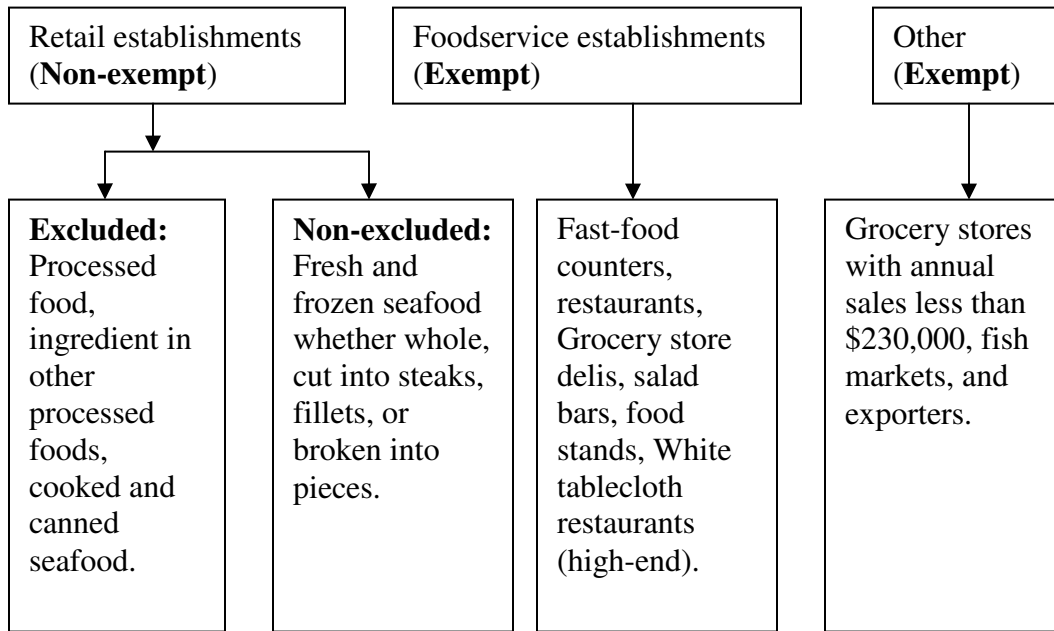 Retail establishments
(Non-exempt)
Foodservice establishments
(Exempt)
Other
(Exempt)
Excluded:
Processed
food,
ingredient in
other
processed
foods,
cooked and
canned
seafood.
Non-excluded:
Fresh and
frozen seafood
whether whole,
cut into steaks,
fillets, or
broken into
pieces.
Fast-food
counters,
restaurants,
Grocery store
delis, salad
bars, food
stands, White
tablecloth
restaurants
(high-end).
Grocery stores
with annual
sales less than
$230,000, fish
markets, and
exporters.